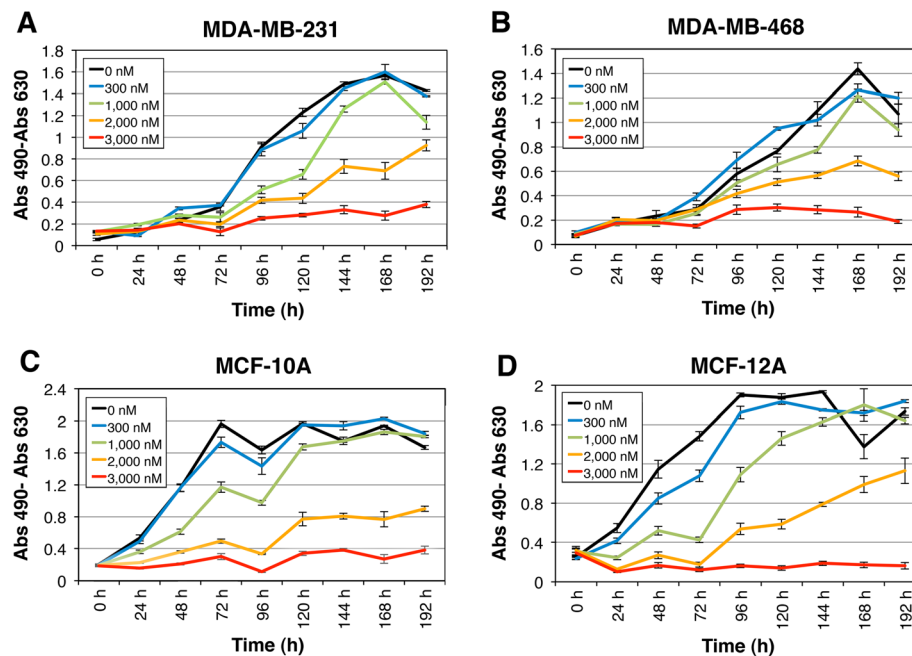 A
MDA-MB-231
Abs 490-Abs 630
1.8
1.6
1.4
1.2
1
0.8
0.6
0.4
0.2
0
0 nM
300 nM
1,000 nM
2,000 nM
3,000 nM
0 h
24 h
48 h
72 h
96 h
120 h
144 h
168 h
192 h
Time (h)
B
MDA-MB-468
Abs 490-Abs 630
1.6
1.4
1.2
1
0.8
0.6
0.4
0.2
0
0 nM
300 nM
1,000 nM
2,000 nM
3,000 nM
0 h
24 h
48 h
72 h
96 h
120 h
144 h
168 h
192 h
Time (h)
C
MCF-10A
Abs 490- Abs 630
2.4
2
1.6
1.2
0.8
0.4
0
0 nM
300 nM
1,000 nM
2,000 nM
3,000 nM
0 h
24 h
48 h
72 h
96 h
120 h
144 h
168 h
192 h
Time (h)
D
MCF-12A
Abs 490- Abs 630
2
1.6
1.2
0.8
0.4
0
0 nM
300 nM
1,000 nM
2,000 nM
3,000 nM
0 h
24 h
48 h
72 h
96 h
120 h
144 h
168 h
192 h
Time (h)